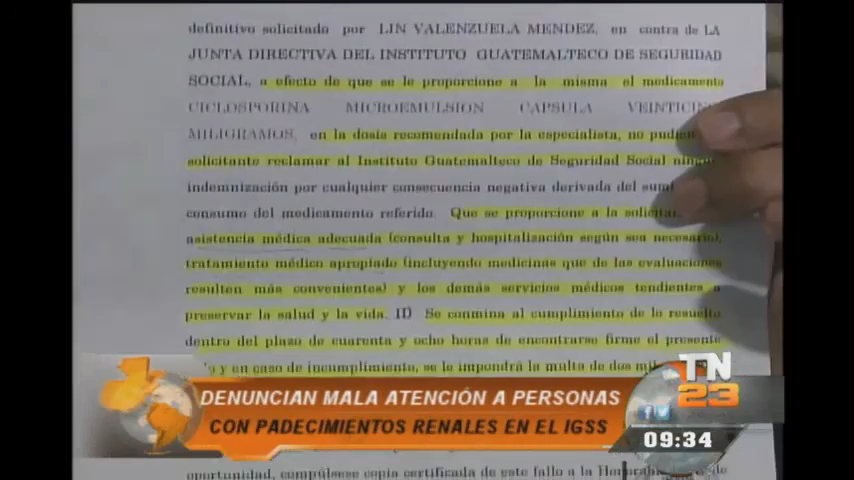 definitivo solicitado por LIN VALENZUELA MENDEZ, en contra de LA
JUNTA DIRECTIVA DEL INSTITUTO GUATEMALTECO DE SEGURIDAD
SOCIAL, a efecto de que se le proporcione a la misma el medicamento
CICLOSPORINA MICROEMULSION CAPSULA
MILIGRAMOS, en la dosis recomendada por la especialista, no
solicitante reclamar al Instituto Guatemalteco de Seguridad Social
indemnización por cualquier consecuencia negativa derivada del
consumo del medicamento referido. Que se proporcione a la
asistencia médica adecuada (consulta y hospitalización según sea necesario),
tratamiento médico apropiado (incluyendo medicinas que de las evaluaciones
resulten más convenientes) y los demás servicios médicos tendientes a
preservar la salud y la vida. II) Se conmina al cumplimiento de lo resuelto
dentro del plazo de cuarenta y ocho horas de encontrarse firme el presente
y en caso de incumplimiento, se le impondrá la multa de dos
TN
23
DENUNCIAN MALA ATENCIÓN A PERSONAS
CON PADECIMIENTOS RENALES EN EL IGSS
09:34
oportunidad, compúlsese copia certificada de este fallo a la de